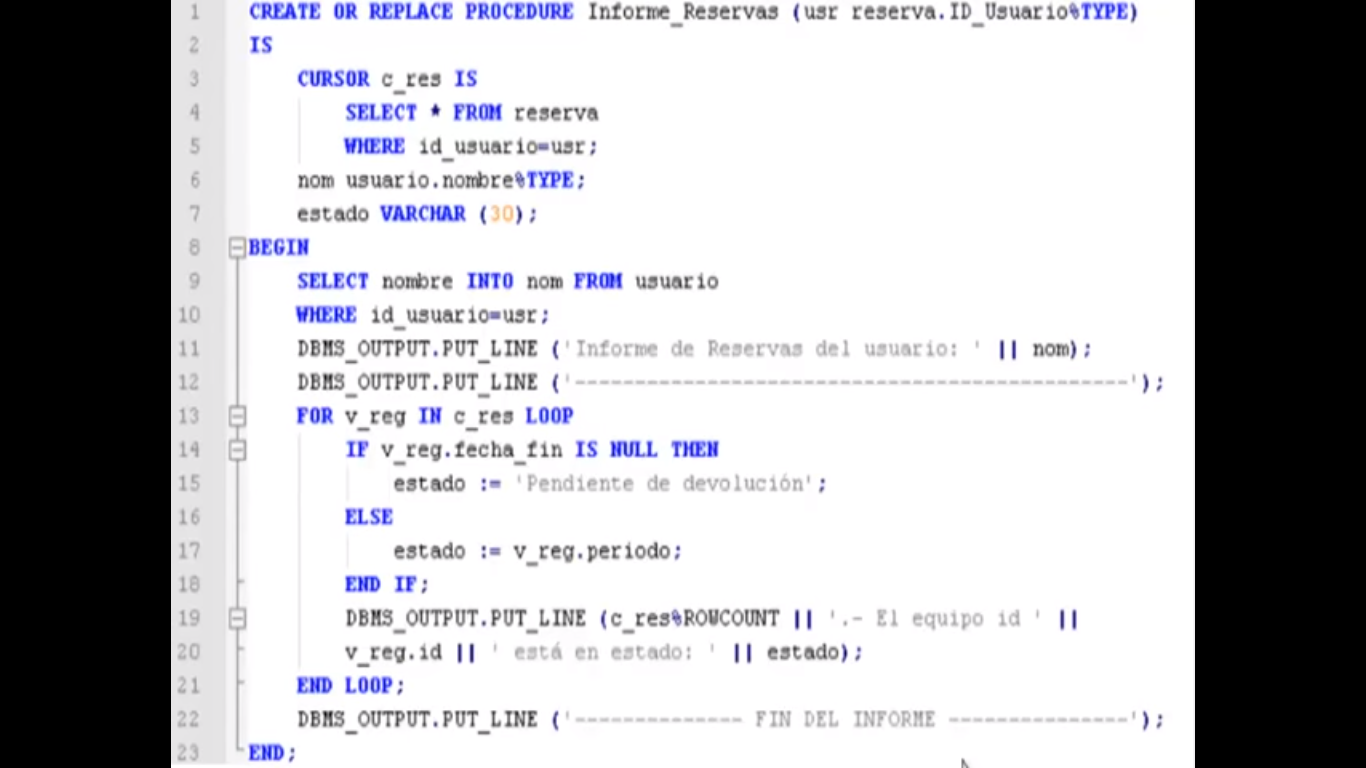 1 CREATE OR REPLACE PROCEDURE Informe_Reservas (usr reserva.ID_Usuario%TYPE)
2 IS
3 CURSOR c_res IS
4 SELECT * FROM reserva
5 WHERE id_usuario=usr;
6 nom usuario.nombre%TYPE;
7 estado VARCHAR (30);
8 BEGIN
9 SELECT nombre INTO nom FROM usuario
10 WHERE id_usuario=usr;
11 DBMS_OUTPUT.PUT_LINE ('Informe de Reservas del usuario: ' || nom);
12 DBMS_OUTPUT.PUT_LINE ('----------------------------------------------');
13 FOR v_reg IN c_res LOOP
14 IF v_reg.fecha_fin IS NULL THEN
15 estado := 'Pendiente de devolución';
16 ELSE
17 estado := v_reg.periodo;
18 END IF;
19 DBMS_OUTPUT.PUT_LINE (c_res%ROWCOUNT || '.- El equipo id ' ||
20 v_reg.id || ' está en estado: ' || estado);
21 END LOOP;
22 DBMS_OUTPUT.PUT_LINE ('-------------- FIN DEL INFORME ---------------');
23 END;